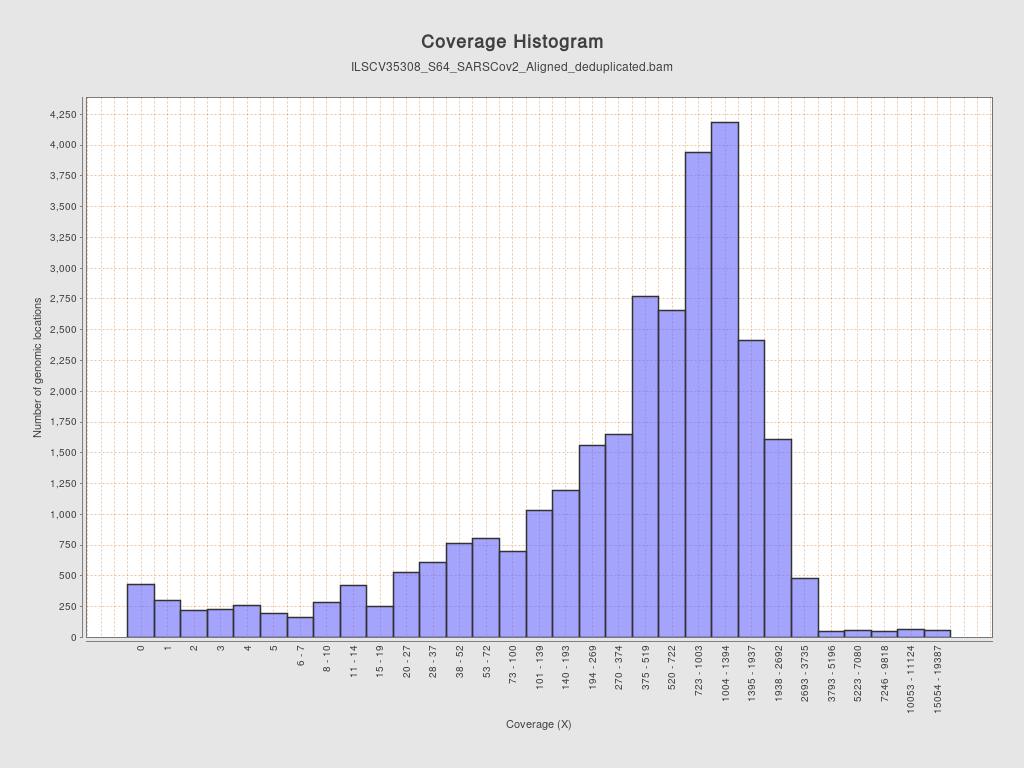 Coverage Histogram
ILSCV35308_S64_SARSCov2_Aligned_deduplicated.bam
Number of genomic locations
4,250
4,000
3,750
3,500
3,250
3,000
2,750
2,500
2,250
2,000
1,750
1,500
1,250
1,000
750
500
250
0
0
1
2
3
4
5
6 - 7
8 - 10
11 - 14
15 - 19
20 - 27
28 - 37
38 - 52
53 - 72
73 - 100
101 - 139
140 - 193
194 - 269
270 - 374
375 - 519
520 - 722
723 - 1003
1004 - 1394
1395 - 1937
1938 - 2692
2693 - 3735
3793 - 5196
5223 - 7080
7246 - 9818
10053 - 11124
15054 - 19387
Coverage (X)